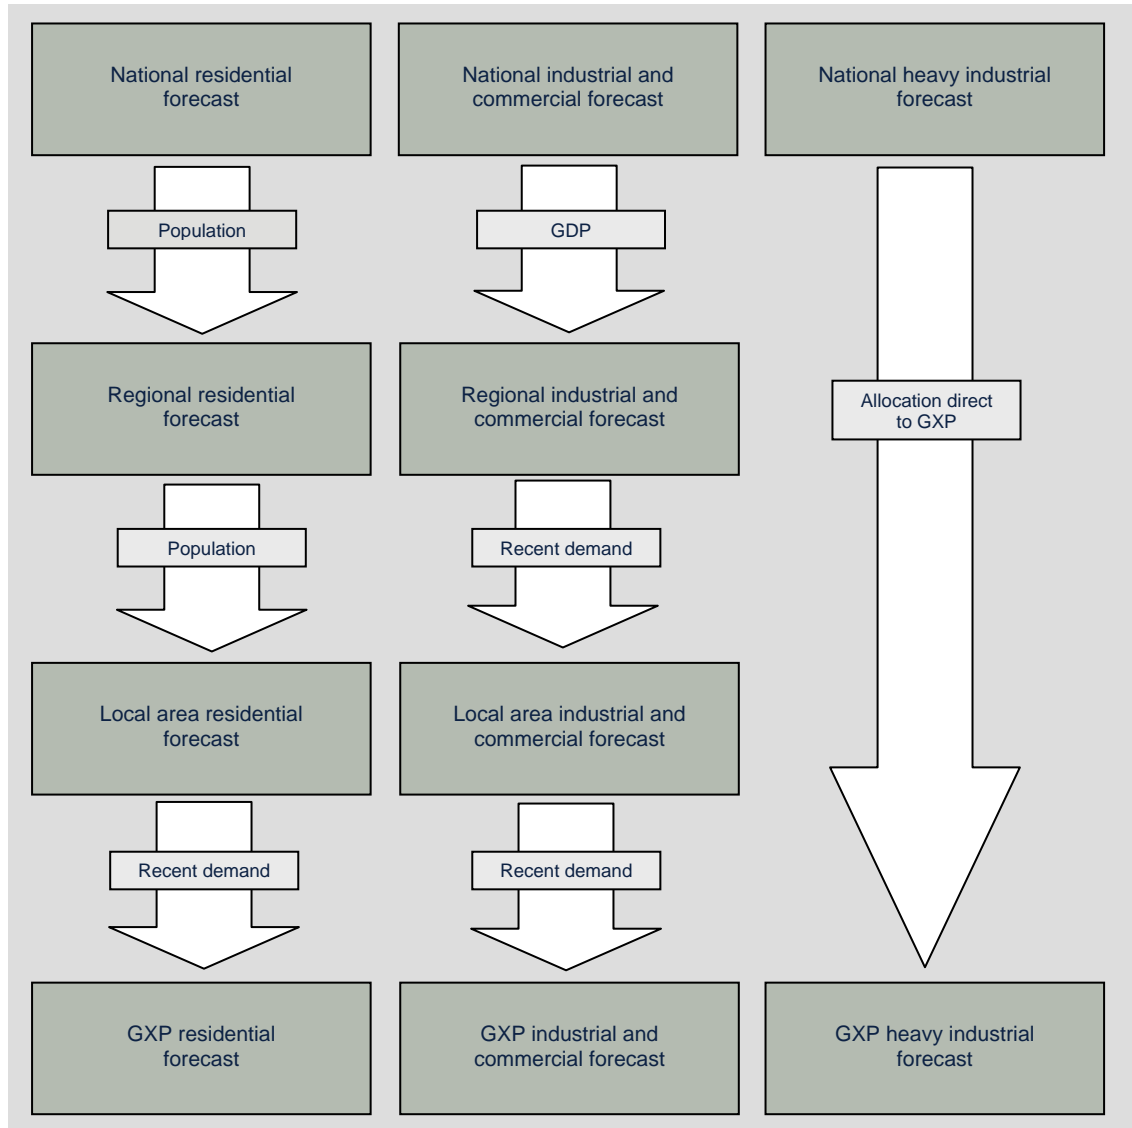 National residential
forecast
National industrial and
commercial forecast
National heavy industrial
forecast
Population
GDP
Regional residential
forecast
Regional industrial and
commercial forecast
Allocation direct
to GXP
Population
Recent demand
Local area residential
forecast
Local area industrial and
commercial forecast
Recent demand
Recent demand
GXP residential
forecast
GXP industrial and
commercial forecast
GXP heavy industrial
forecast